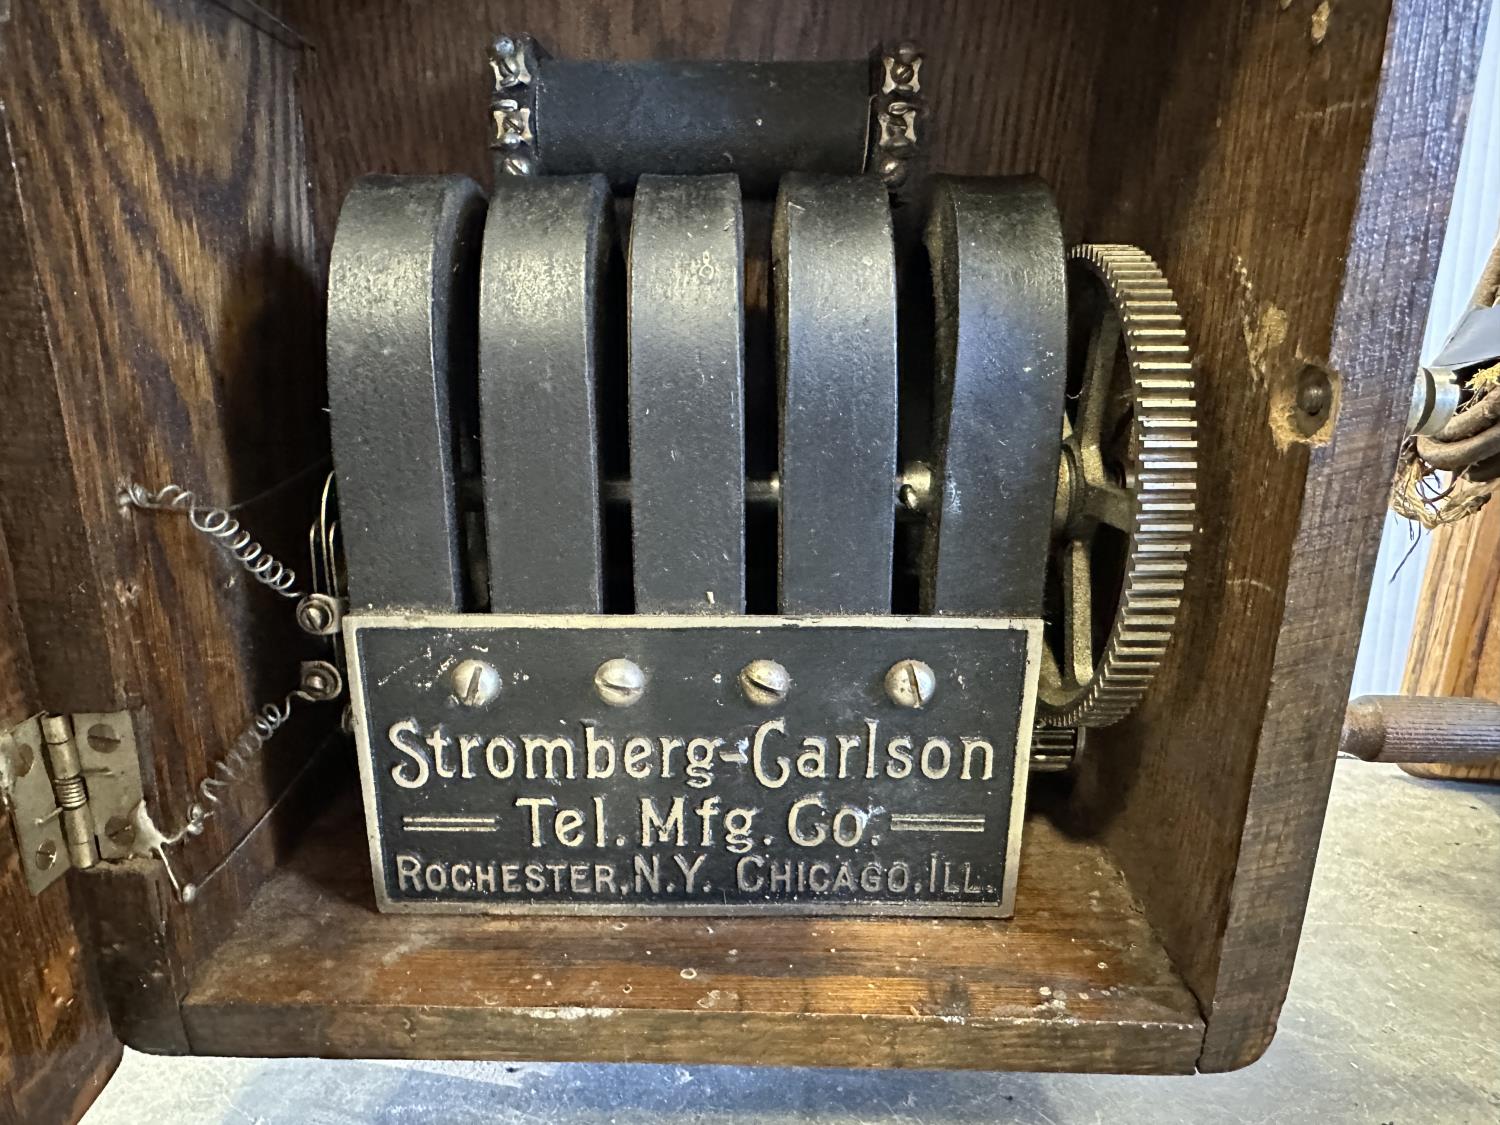 Stromberg-Carlson
Tel. Mfg. Co.
ROCHESTER, N.Y. CHICAGO, ILL.